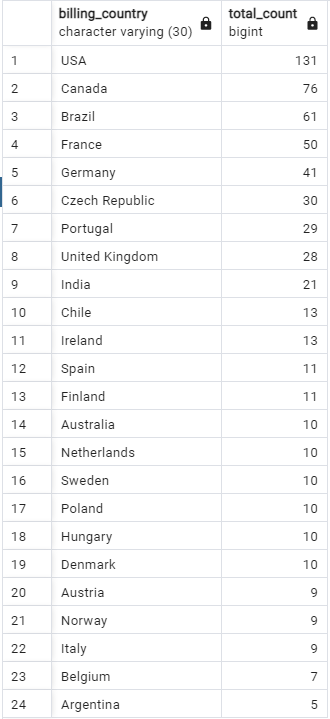 billing_country total_count
character varying (30) bigint
1 USA 131
2 Canada 76
3 Brazil 61
4 France 50
5 Germany 41
6 Czech Republic 30
7 Portugal 29
8 United Kingdom 28
9 India 21
10 Chile 13
11 Ireland 13
12 Spain 11
13 Finland 11
14 Australia 10
15 Netherlands 10
16 Sweden 10
17 Poland 10
18 Hungary 10
19 Denmark 10
20 Austria 9
21 Norway 9
22 Italy 9
23 Belgium 7
24 Argentina 5